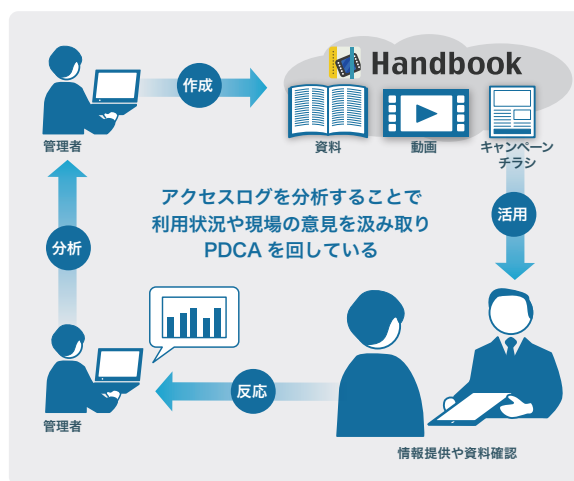 Handbook
作成
管理者
資料
動画
キャンペーン
チラシ
アクセスログを分析することで
利用状況や現場の意見を汲み取り
PDCA を回している
活用
分析
反応
管理者
情報提供や資料確認